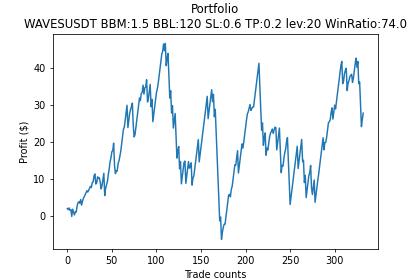 Portfolio
WAVESUSDT BBM:1.5 BBL:120 SL:0.6 TP:0.2 lev:20 WinRatio:74.0
Profit ($)
40
30
20
10
0
0 50 100 150 200 250 300
Trade counts